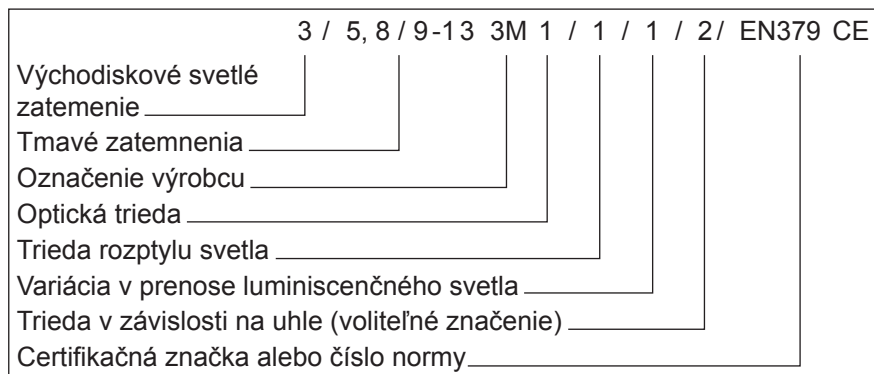 3 / 5, 8 / 9-13 3M 1 / 1 / 1 / 2 / EN379 CE
Východiskové svetlé
zatemenie
Tmavé zatemnenia
Označenie výrobcu
Optická trieda
Trieda rozptylu svetla
Variácia v prenose luminiscenčného svetla
Trieda v závislosti na uhle (voliteľné značenie)
Certifikačná značka alebo číslo normy